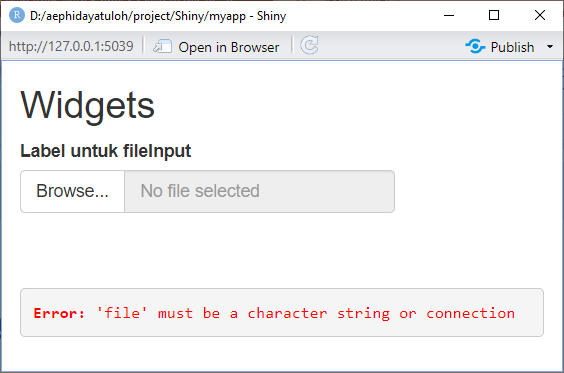 D:/aephidayatuloh/project/Shiny/myapp - Shiny
http://127.0.0.1:5039 Open in Browser Publish
Widgets
Label untuk fileInput
Browse... No file selected
Error: 'file' must be a character string or connection